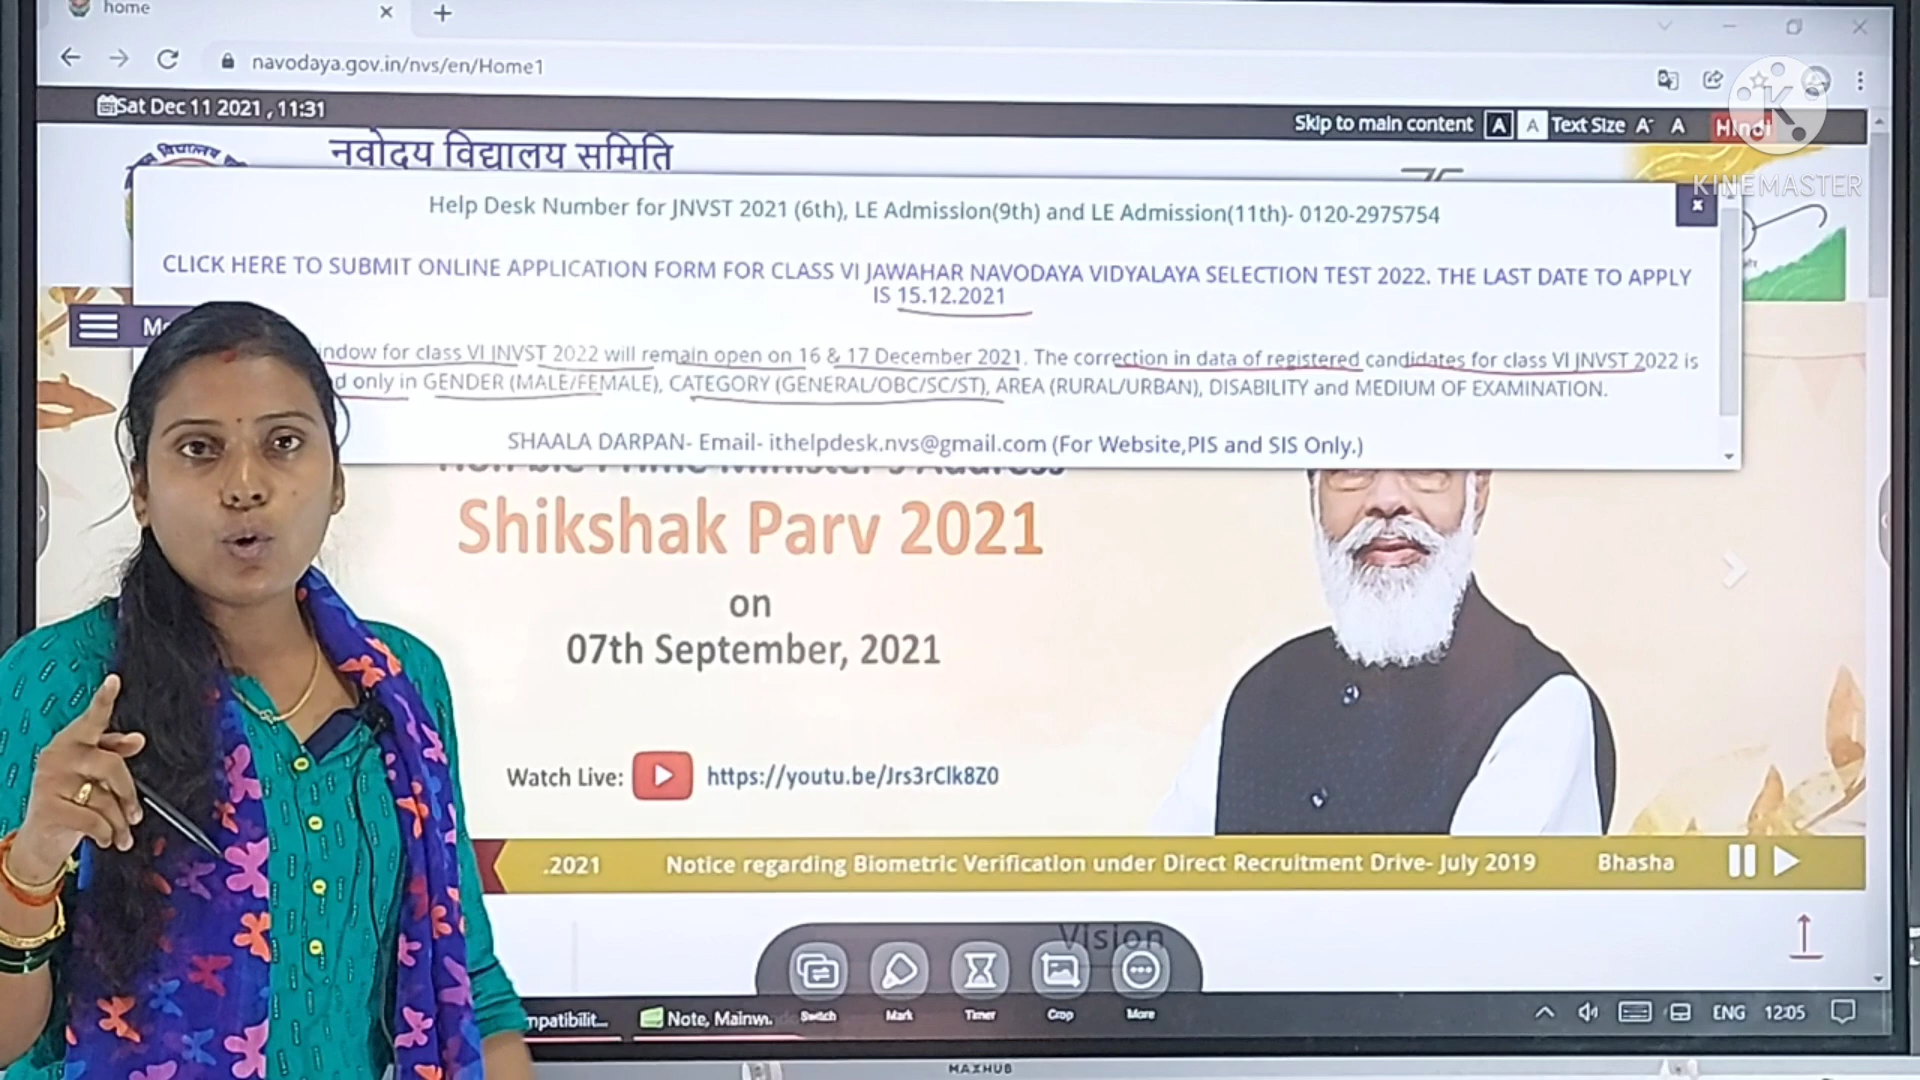 home
navodaya.gov.in/nvs/en/Home1
Sat Dec 11 2021 , 11:31
Skip to main content A A Text Size A- A Hindi
नवोदय विद्यालय समिति
KINEMASTER
Help Desk Number for JNVST 2021 (6th), LE Admission(9th) and LE Admission(11th)- 0120-2975754
CLICK HERE TO SUBMIT ONLINE APPLICATION FORM FOR CLASS VI JAWAHAR NAVODAYA VIDYALAYA SELECTION TEST 2022. THE LAST DATE TO APPLY
IS 15.12.2021
for class VI JNVST 2022 will remain open on 16 & 17 December 2021. The correction in data of registered candidates for class VI JNVST 2022 is
only in GENDER (MALE/FEMALE), CATEGORY (GENERAL/OBC/SC/ST), AREA (RURAL/URBAN), DISABILITY and MEDIUM OF EXAMINATION.
SHAALA DARPAN- Email- ithelpdesk.nvs@gmail.com (For Website,PIS and SIS Only.)
Shikshak Parv 2021
on
07th September, 2021
Watch Live: https://youtu.be/Jrs3rClk8Z0
.2021 Notice regarding Biometric Verification under Direct Recruitment Drive- July 2019 Bhasha
Vision
Switch Mark Timer Crop More
Note, ENG 12:05
MAXHUB